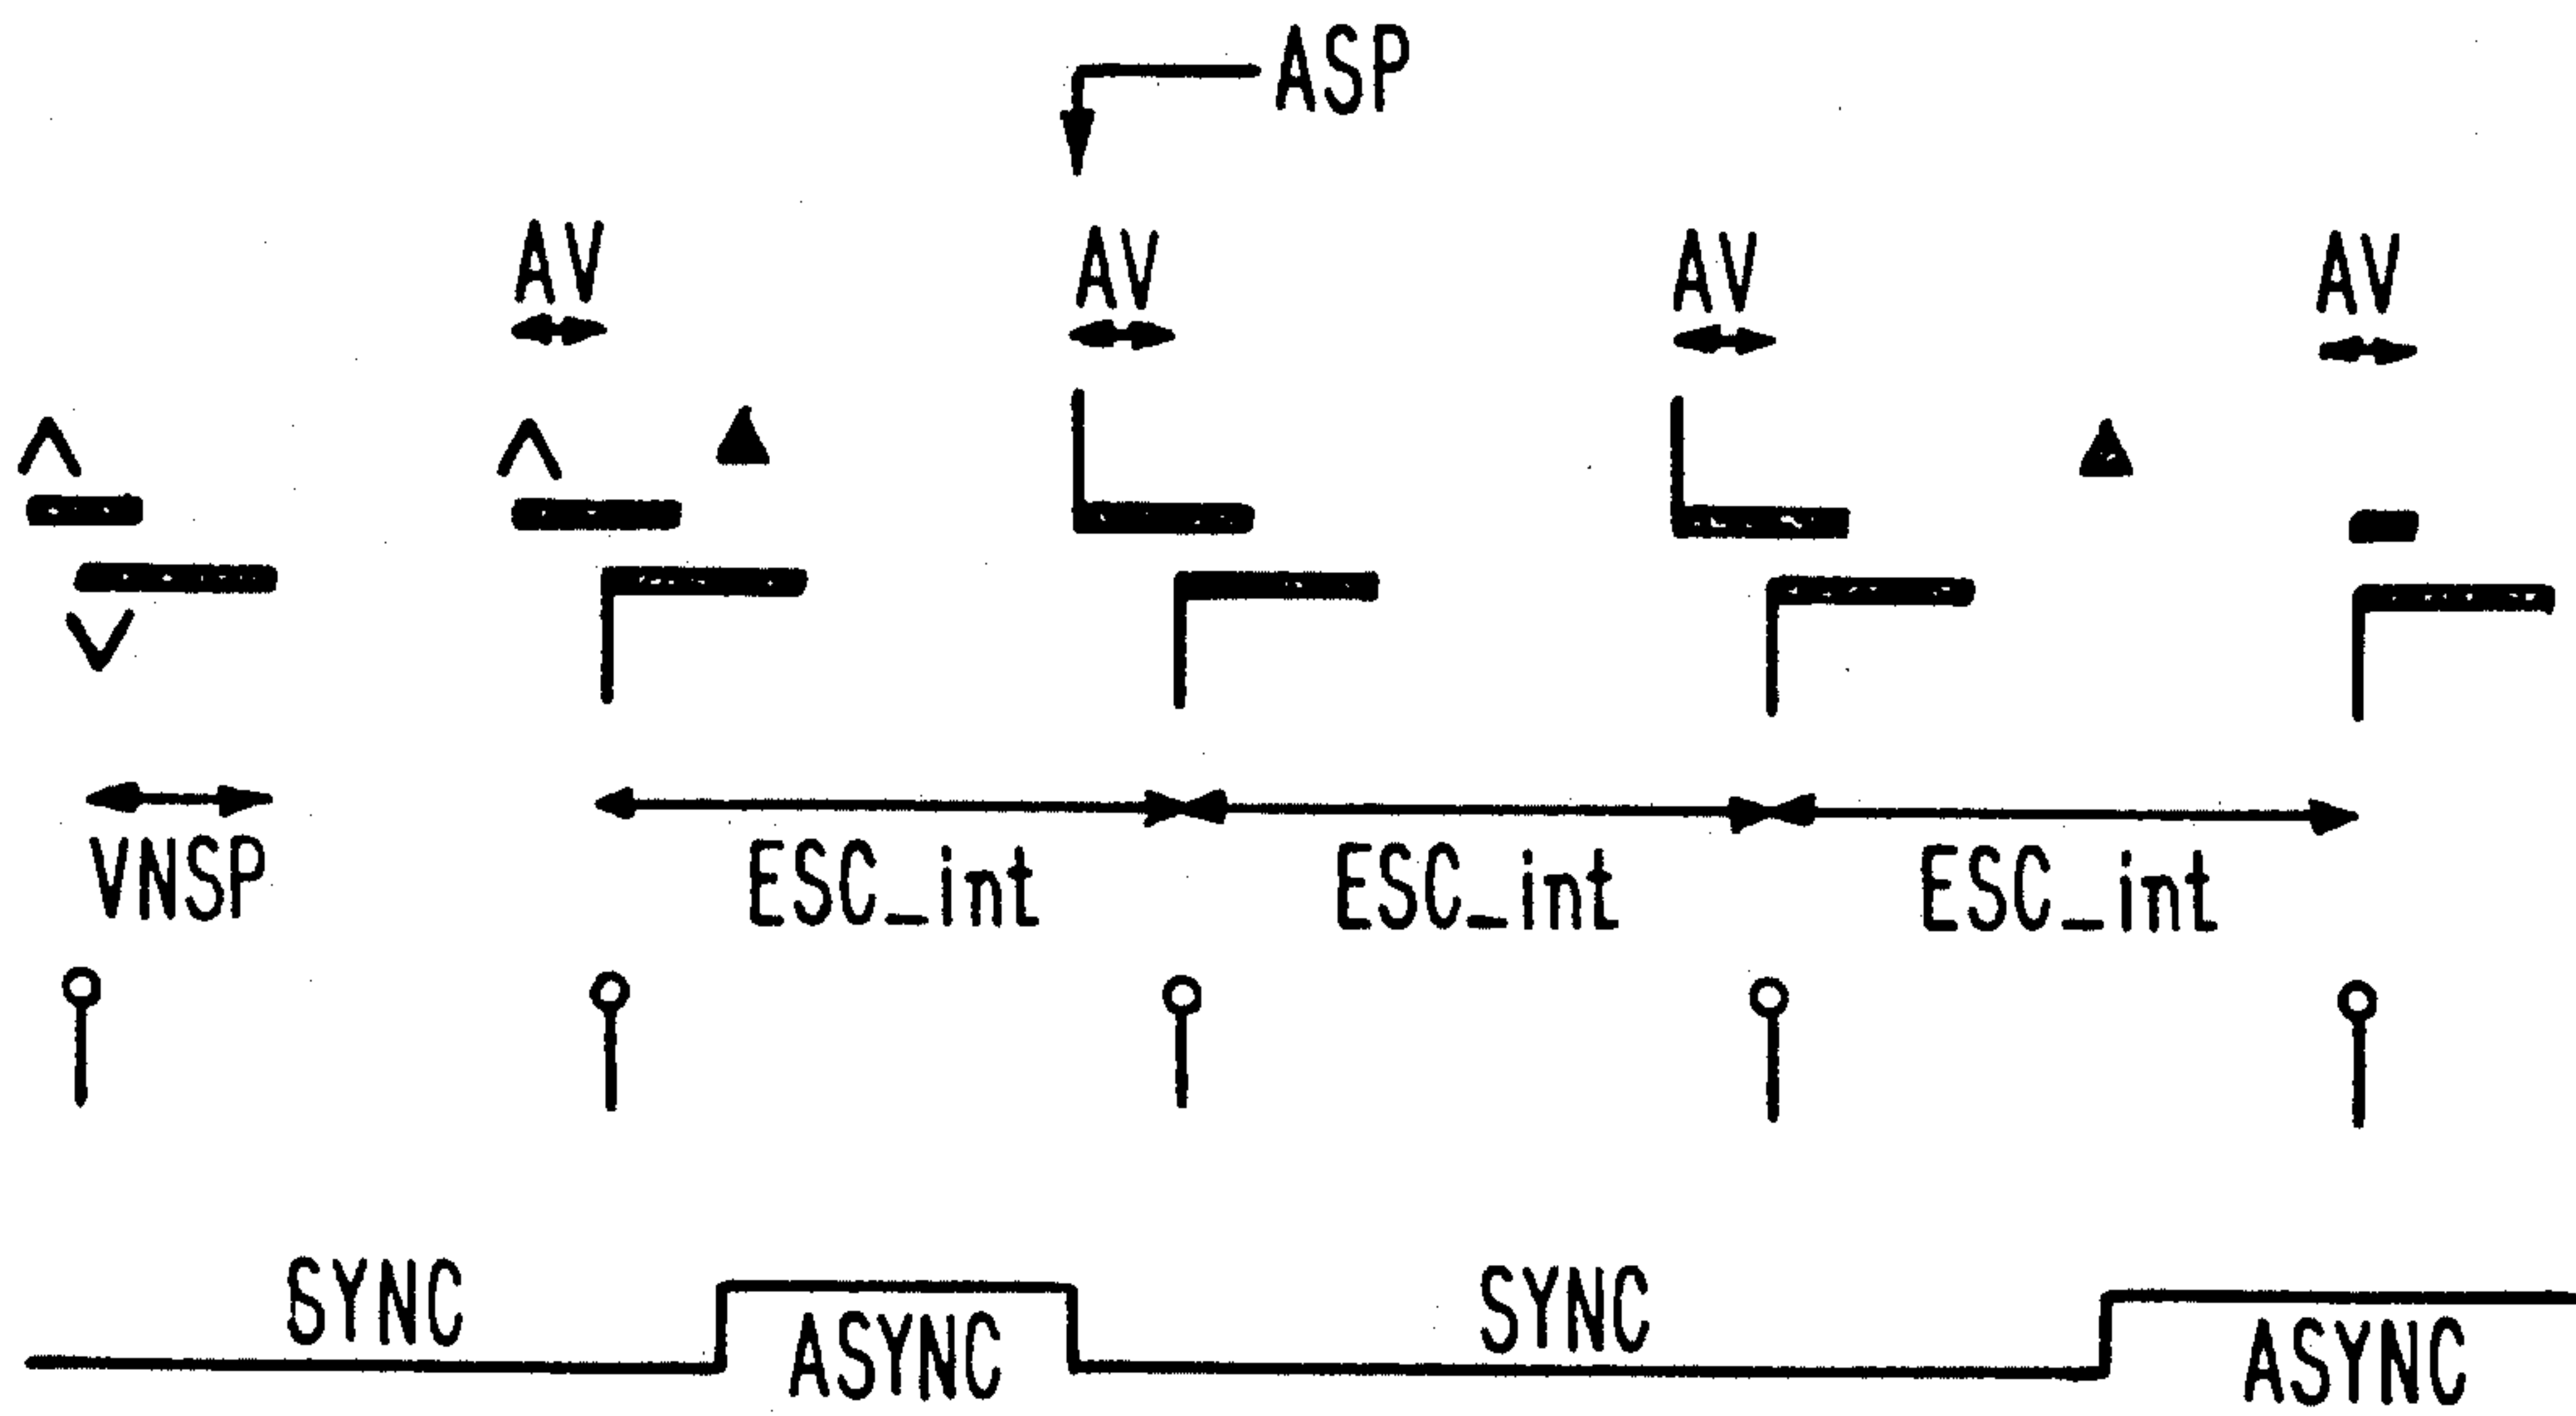 ASP
AV AV AV AV
VNSP ESC_int ESC_int ESC_int
SYNC ASYNC SYNC ASYNC